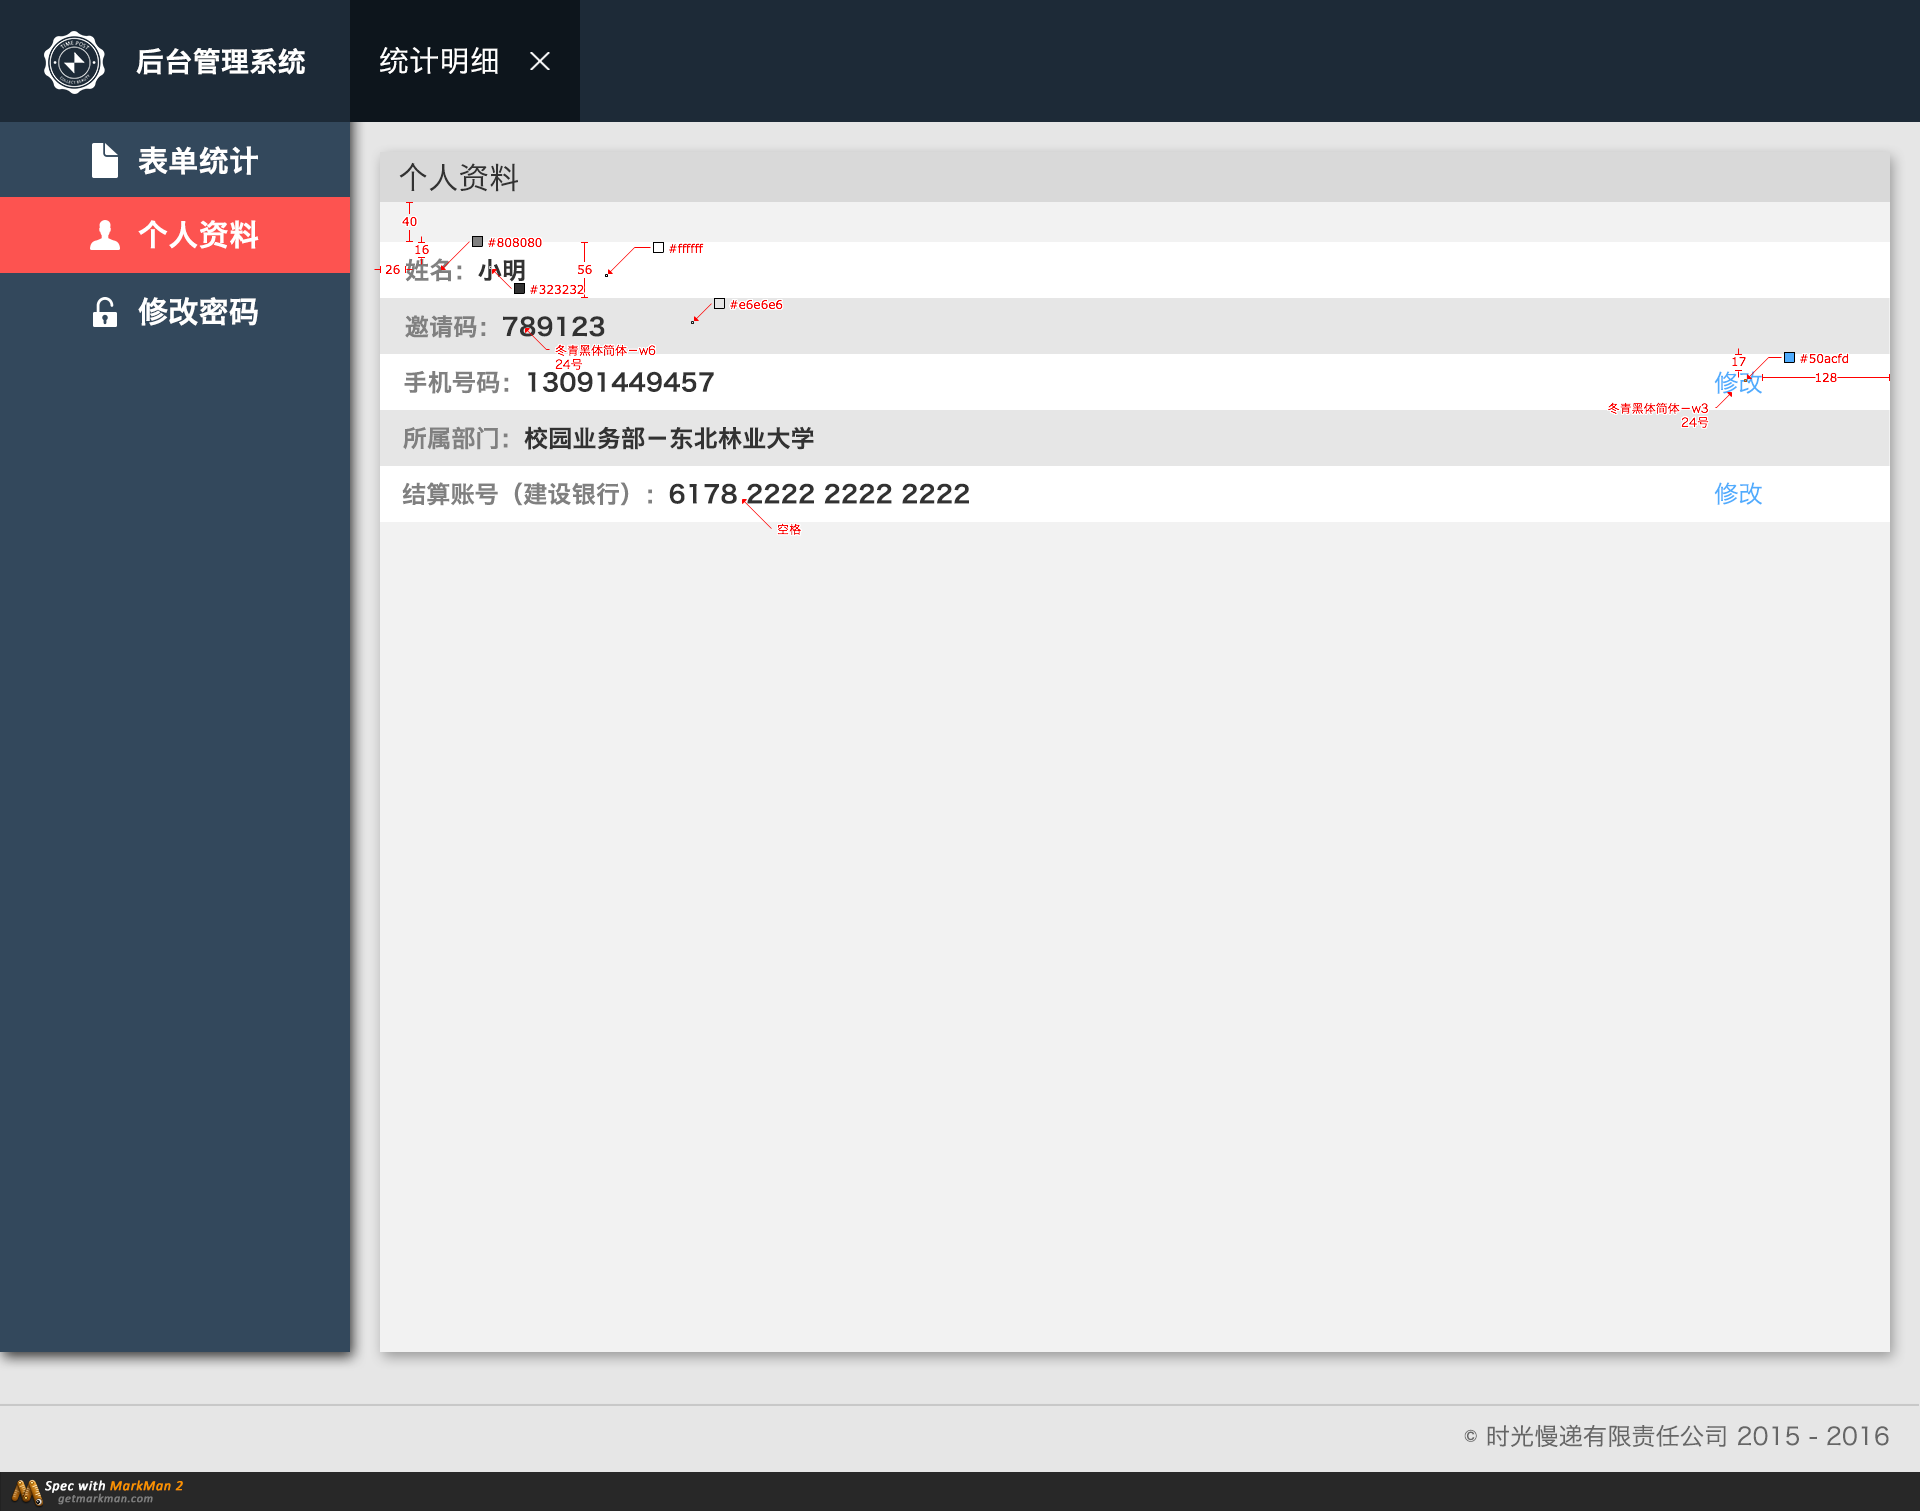 TIME POST
后台管理系统
统计明细
表单统计
个人资料
修改密码
个人资料
40
16
#808080
#ffffff
26
姓名：小明
56
#323232
#e6e6e6
邀请码：789123
冬青黑体简体-w6
24号
17
#50acfd
手机号码：13091449457
修改
128
冬青黑体简体-w3
24号
所属部门：校园业务部-东北林业大学
结算账号（建设银行）：6178 2222 2222 2222
修改
空格
© 时光慢递有限责任公司 2015 - 2016
Spec with MarkMan 2
getmarkman.com